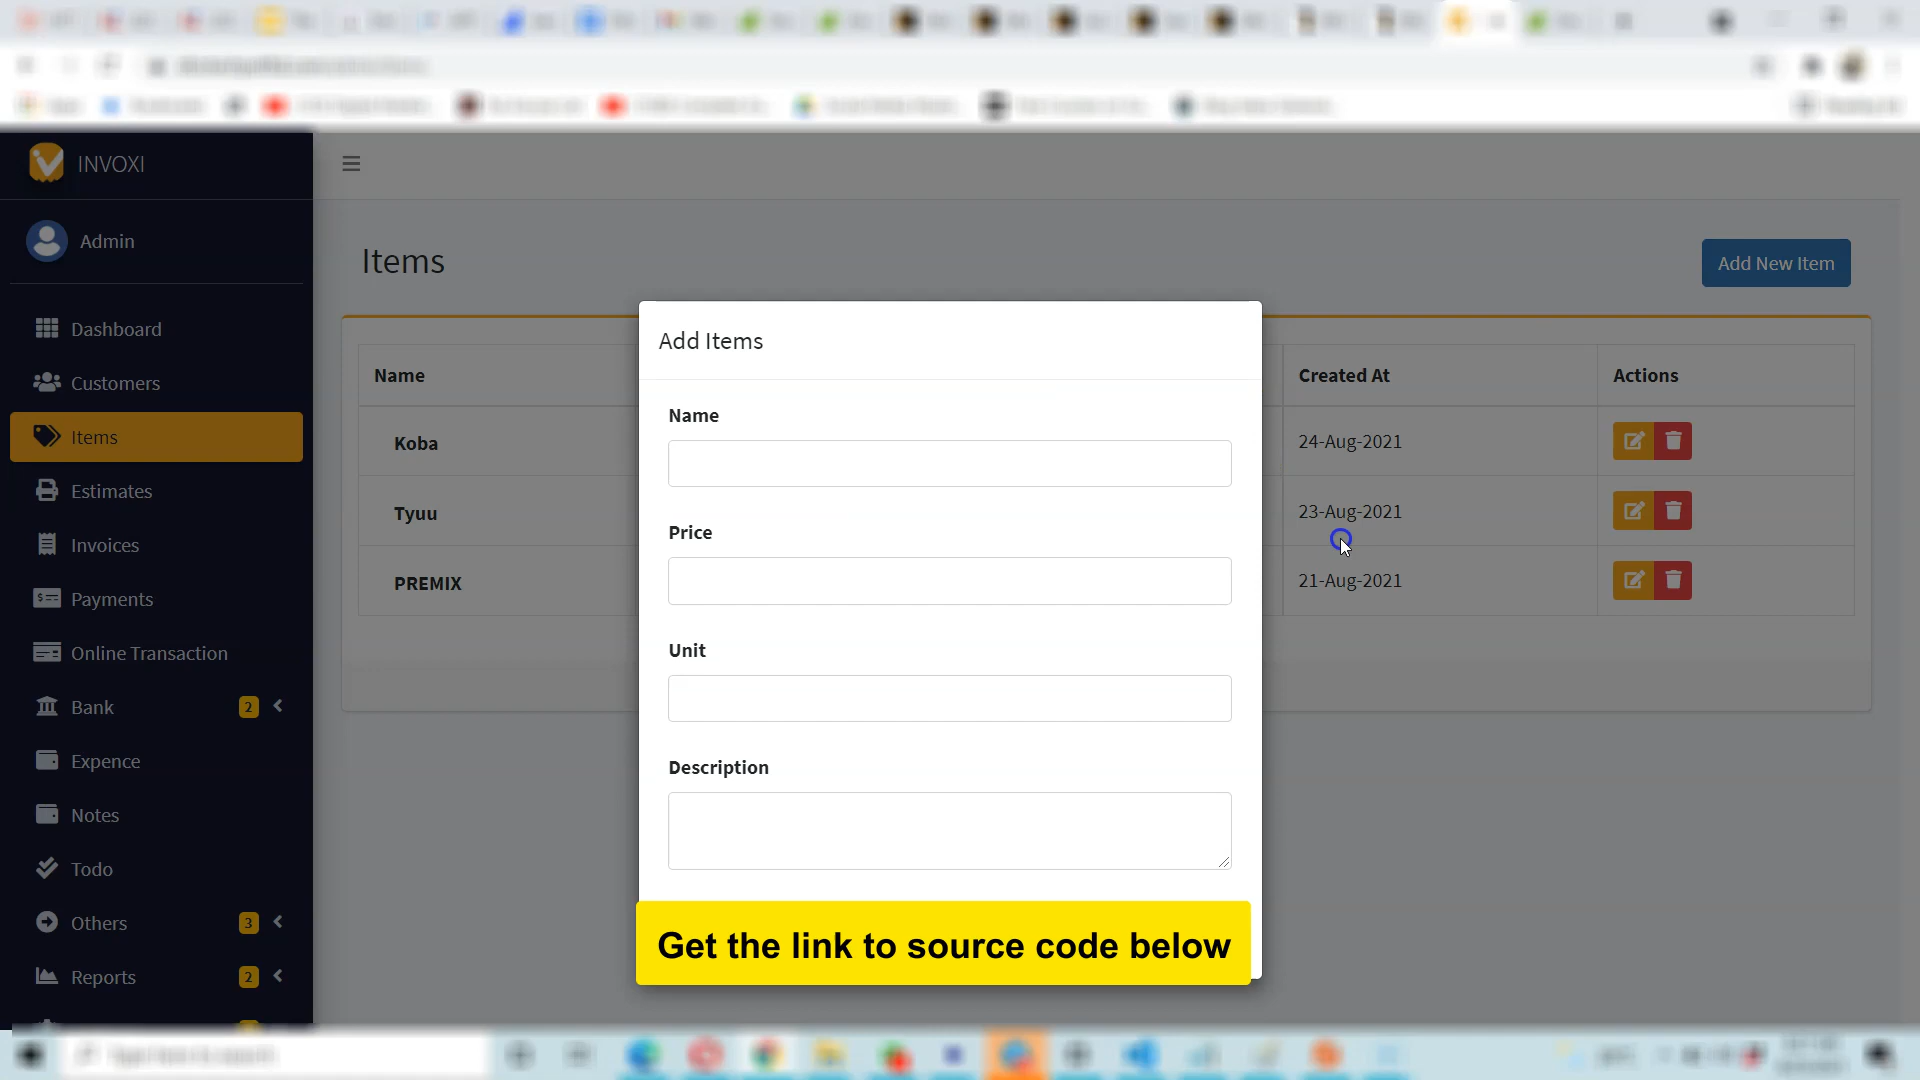 INVOXI
Admin
Dashboard
Customers
Items
Estimates
Invoices
Payments
Online Transaction
Bank 2
Expence
Notes
Todo
Others 3
Reports 2
Items
Add New Item
Name
Created At
Actions
Koba
24-Aug-2021
Tyuu
23-Aug-2021
PREMIX
21-Aug-2021
Add Items
Name
Price
Unit
Description
Get the link to source code below